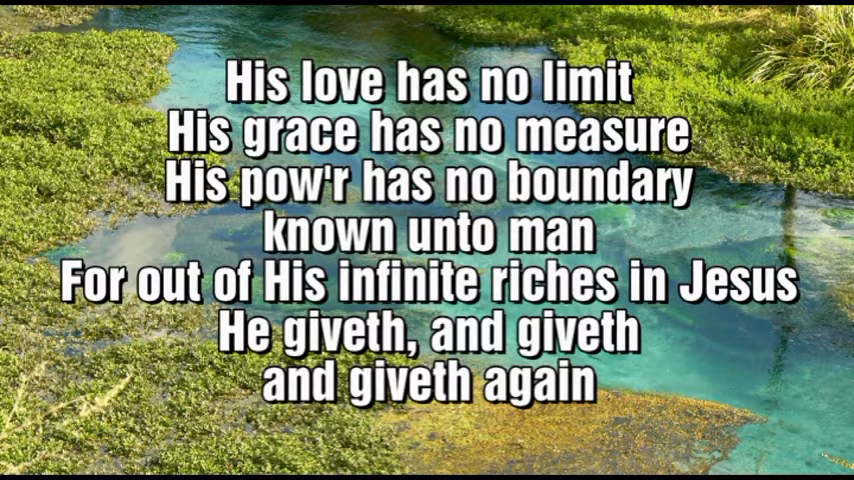 His love has no limit
His grace has no measure
His pow'r has no boundary
known unto man
For out of His infinite riches in Jesus
He giveth, and giveth
and giveth again